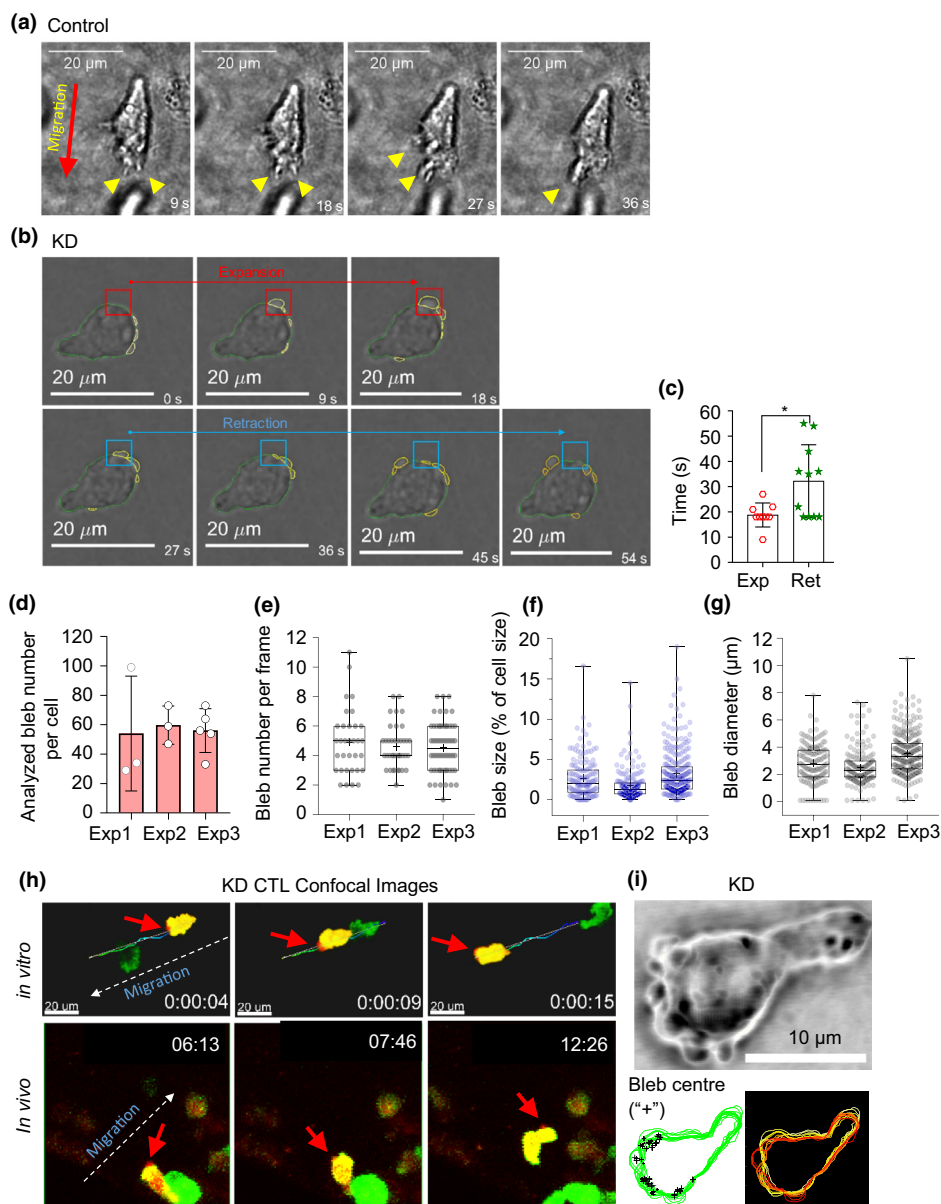 (a) Control
20 μm 20 μm 20 μm 20 μm
Migration
9 s 18 s 27 s 36 s
(b) KD
Expansion
20 μm 20 μm 20 μm
0 s 9 s 18 s
Retraction
20 μm 20 μm 20 μm 20 μm
27 s 36 s 45 s 54 s
(c)
Time (s)
60
50
40
30
20
10
0
*
Exp Ret
(d)
Analyzed bleb number
per cell
120
100
80
60
40
20
0
Exp1 Exp2 Exp3
(e)
Bleb number per frame
12
10
8
6
4
2
0
Exp1 Exp2 Exp3
(f)
Bleb size (% of cell size)
20
15
10
5
0
Exp1 Exp2 Exp3
(g)
Bleb diameter (μm)
12
10
8
6
4
2
0
Exp1 Exp2 Exp3
(h)
KD CTL Confocal Images
in vitro
Migration
20 um 20 um 20 um
0:00:04 0:00:09 0:00:15
In vivo
06:13 07:46 12:26
Migration
(i)
KD
10 μm
Bleb centre
("+")